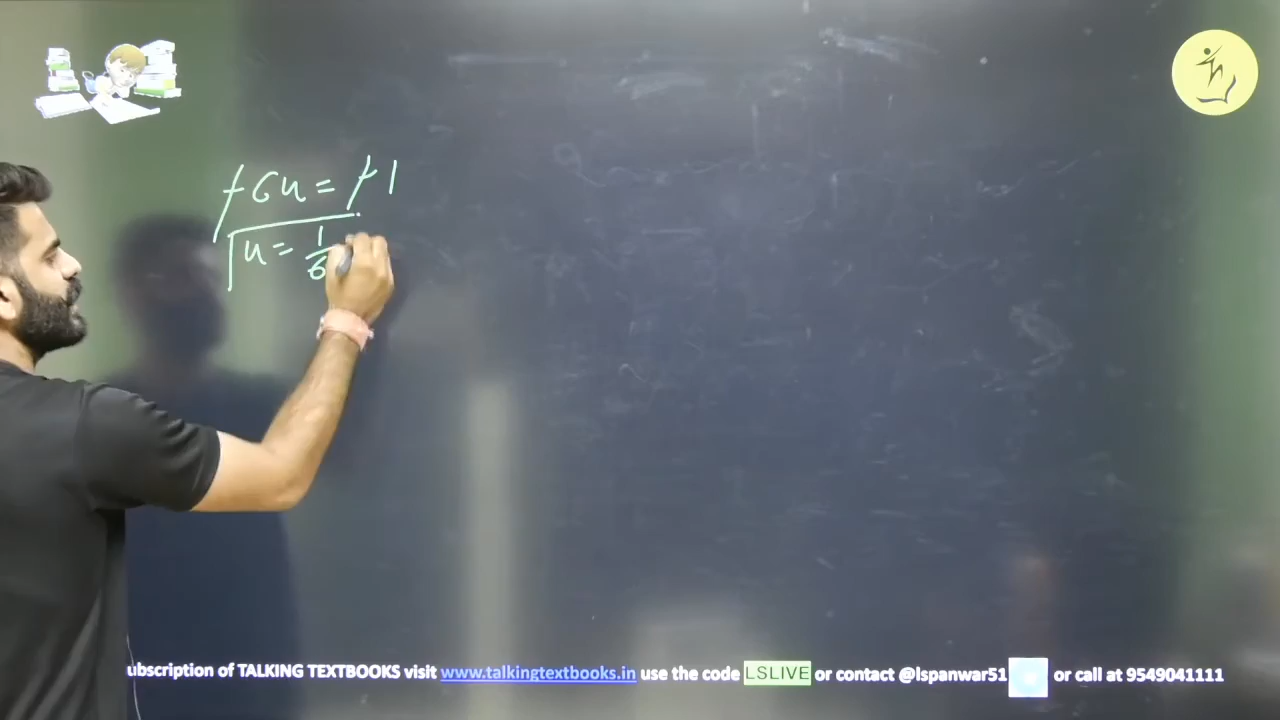 -6u = -1
u = 1/6
ubscription of TALKING TEXTBOOKS visit www.talkingtextbooks.in use the code LSLIVE or contact @lspanwar51 or call at 9549041111